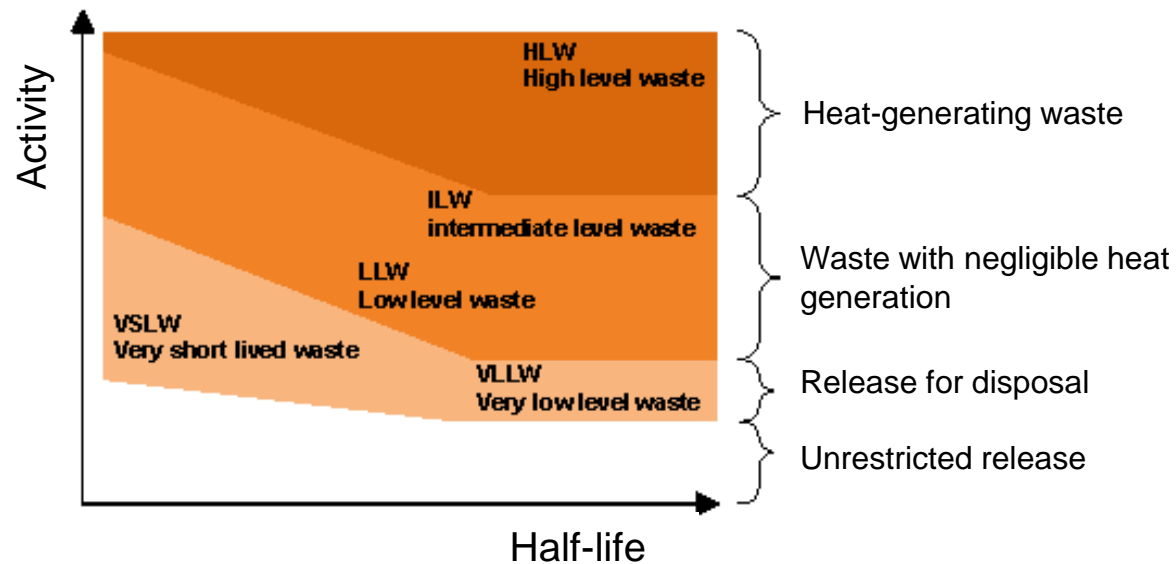 Activity
HLW
High level waste
Heat-generating waste
ILW
intermediate level waste
LLW
Low level waste
Waste with negligible heat
generation
VSLW
Very short lived waste
VLLW
Very low level waste
Release for disposal
Unrestricted release
Half-life